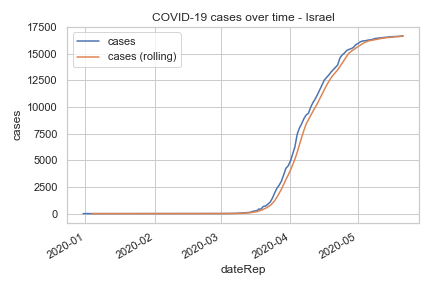 COVID-19 cases over time - Israel
cases
cases (rolling)
17500
15000
12500
10000
7500
5000
2500
0
cases
2020-01
2020-02
2020-03
2020-04
2020-05
dateRep